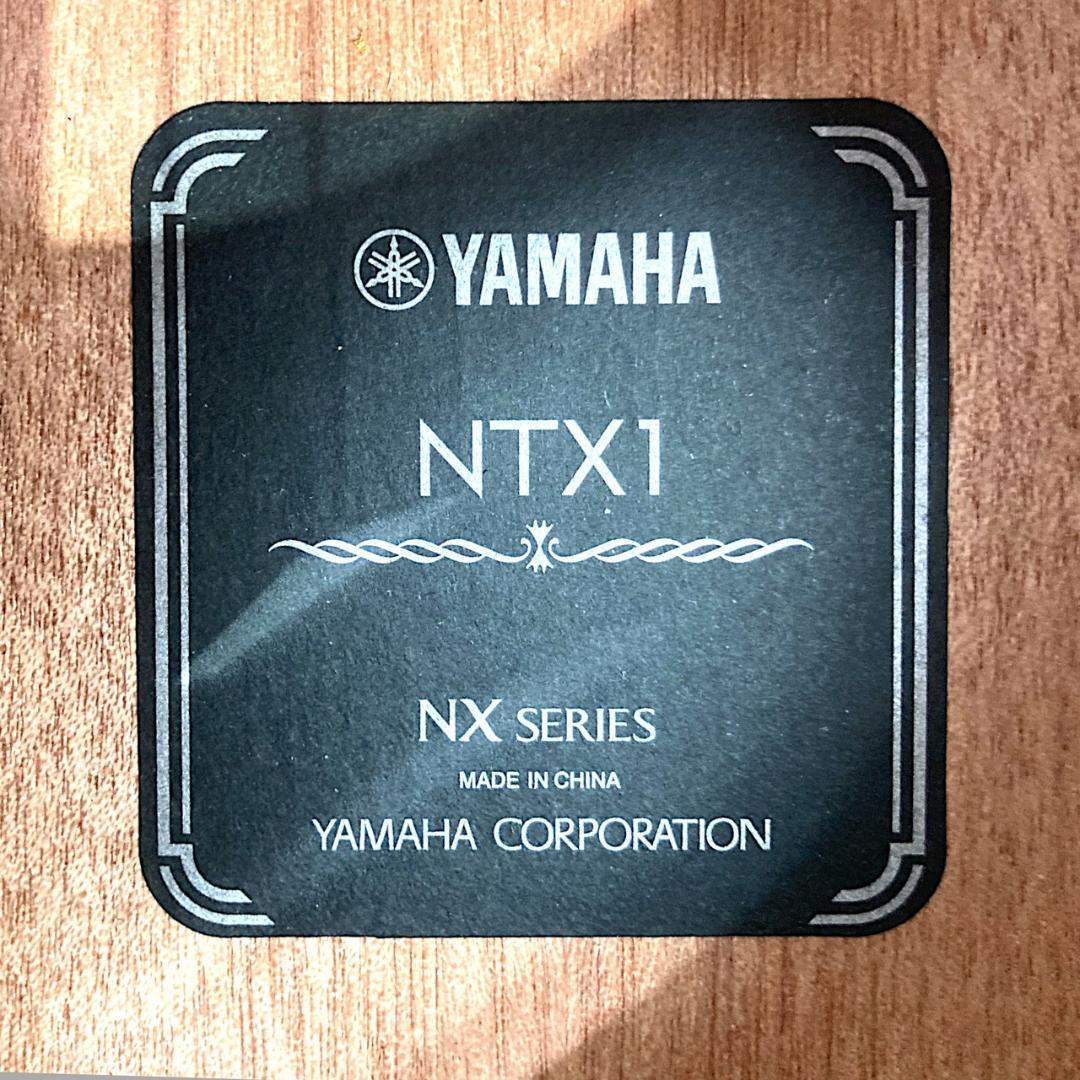 YAMAHA
NTX1
NX SERIES
MADE IN CHINA
YAMAHA CORPORATION